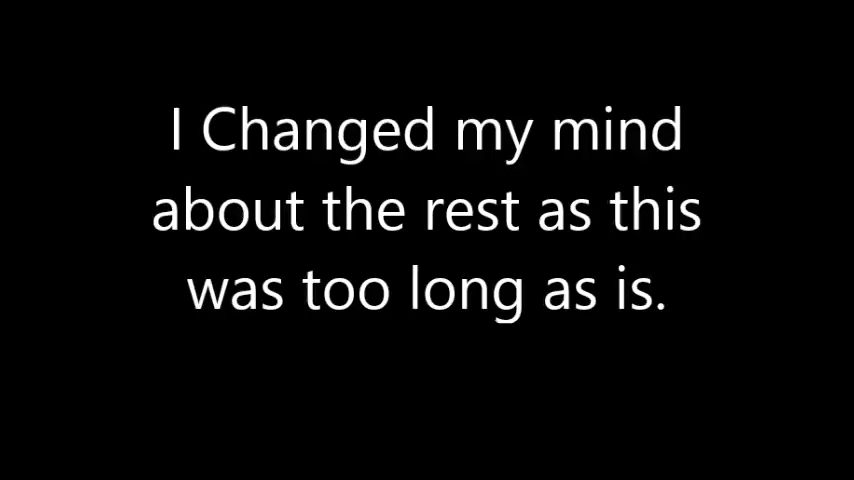 I Changed my mind
about the rest as this
was too long as is.